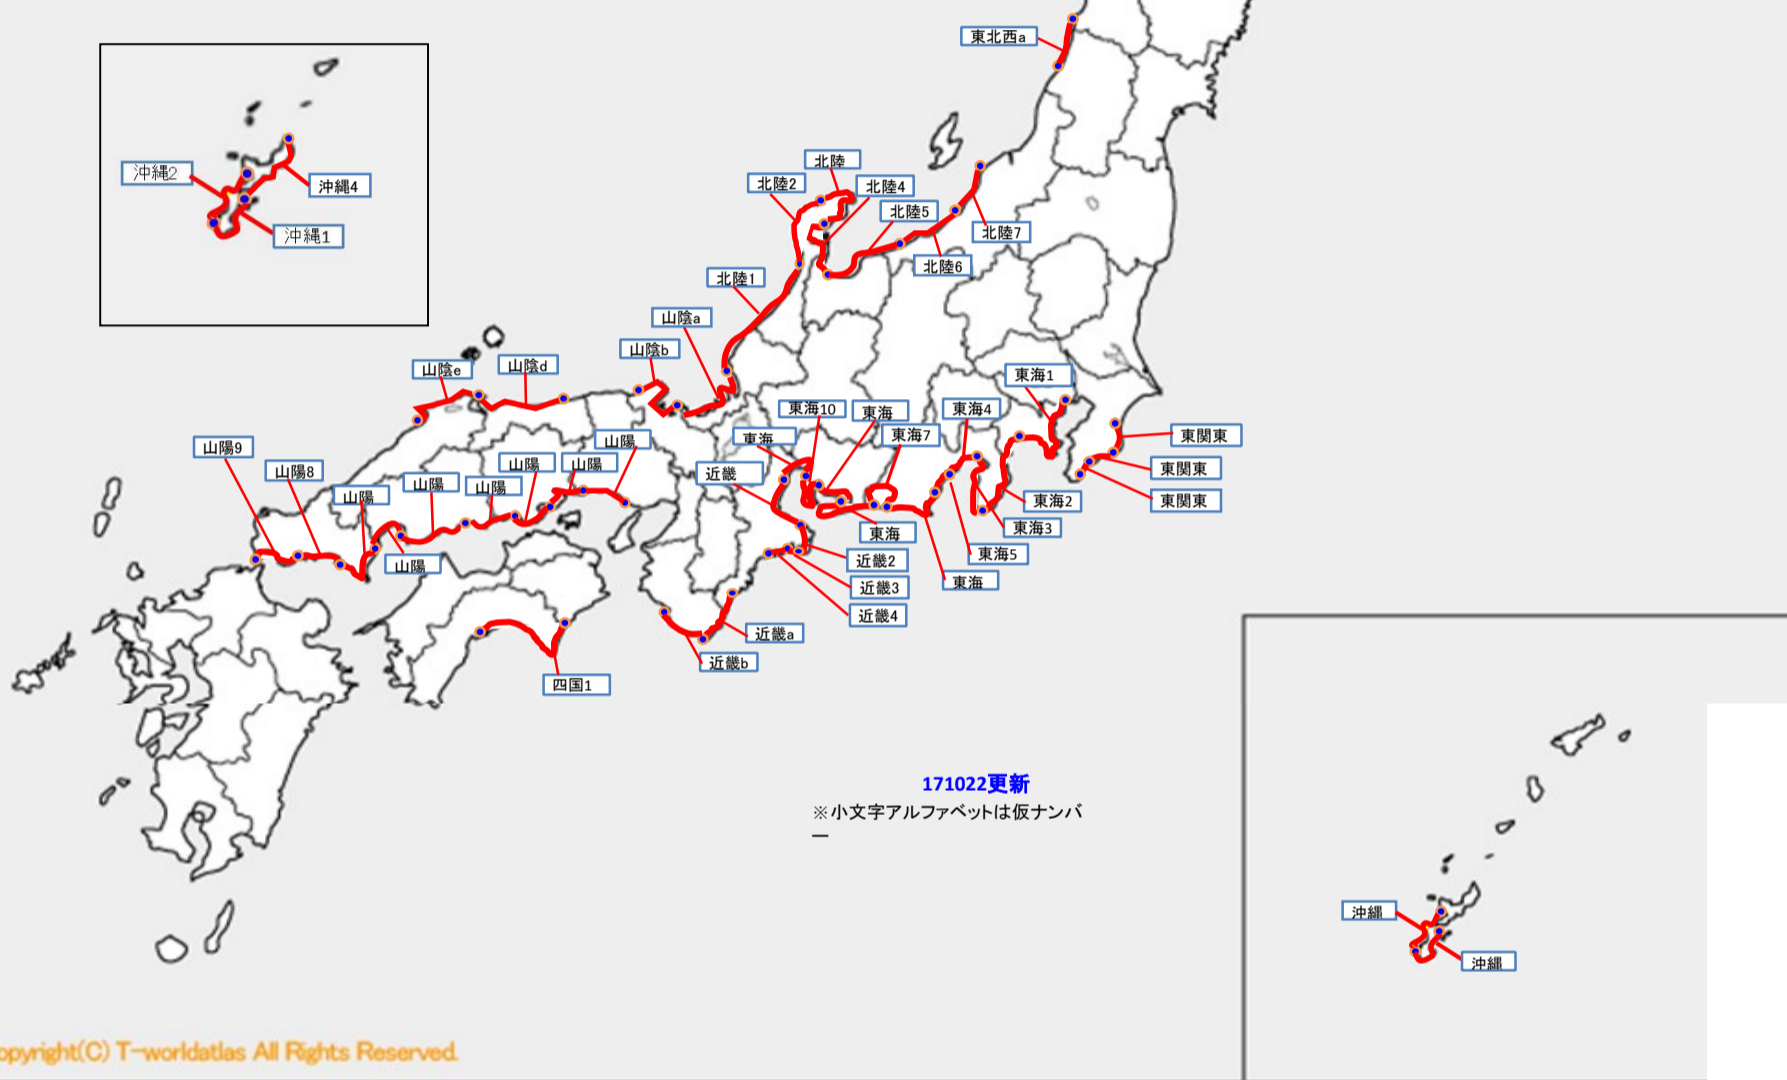 東北西a
北陸
北陸2
北陸4
沖縄2
沖縄4
北陸5
北陸7
沖縄1
北陸6
北陸1
山陰a
山陰b
山陰d
山陰e
東海1
東海10
東海
東海4
東海
東海7
東関東
山陽9
山陽
山陽8
山陽
山陽
近畿
東関東
山陽
山陽
山陽
東関東
東海2
東海3
東海
東海5
山陽
近畿2
東海
近畿3
近畿4
近畿a
近畿b
四国1
171022更新
※小文字アルファベットは仮ナンバ
ー
沖縄
沖縄
opyright(C) T-worldatlas All Rights Reserved.